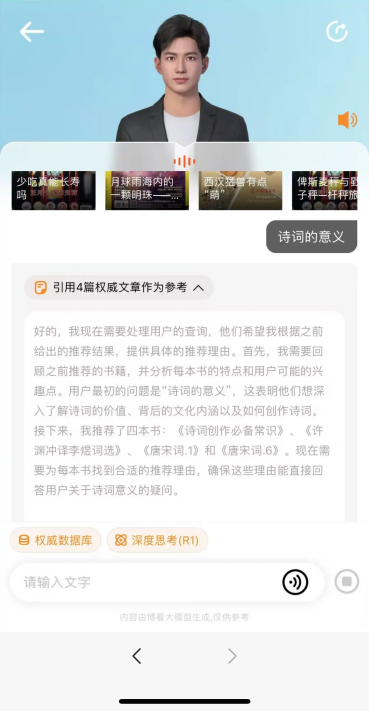 少吃真能长寿
吗
月球雨海内的
一颗明珠——...
西汉猛兽有点
“萌”
俾斯麦秤与
子秤—杆秤旅
诗词的意义
引用4篇权威文章作为参考
好的，我现在需要处理用户的查询，他们希望我根据之前
给出的推荐结果，提供具体的推荐理由。首先，我需要回
顾之前推荐的书籍，并分析每本书的特点和用户可能的兴
趣点。用户最初的问题是“诗词的意义”，这表明他们想深
入了解诗词的价值、背后的文化内涵以及如何创作诗词。
接下来，我推荐了四本书：《诗词创作必备常识》、《许
渊冲译李煜词选》、《唐宋词.1》和《唐宋词.6》。现在需
要为每本书找到合适的推荐理由，确保这些理由能直接回
答用户关于诗词意义的疑问。
权威数据库
深度思考(R1)
请输入文字
内容由博看大模型生成,仅供参考